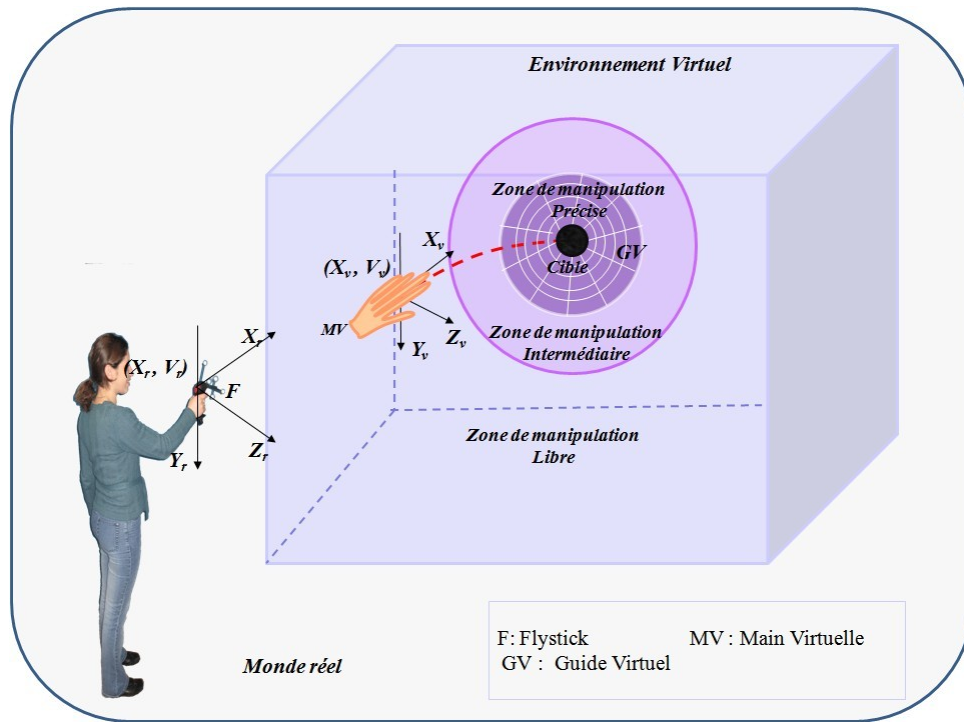 Environnement Virtuel
Zone de manipulation
Précise
X_v
(X_v, V_v)
GV
Cible
MV
Z_v
Y_v
Zone de manipulation
Intermédiaire
X_r
(X_r, V_r)
F
Z_r
Y_r
Zone de manipulation
Libre
Monde réel
F: Flystick MV : Main Virtuelle
GV : Guide Virtuel